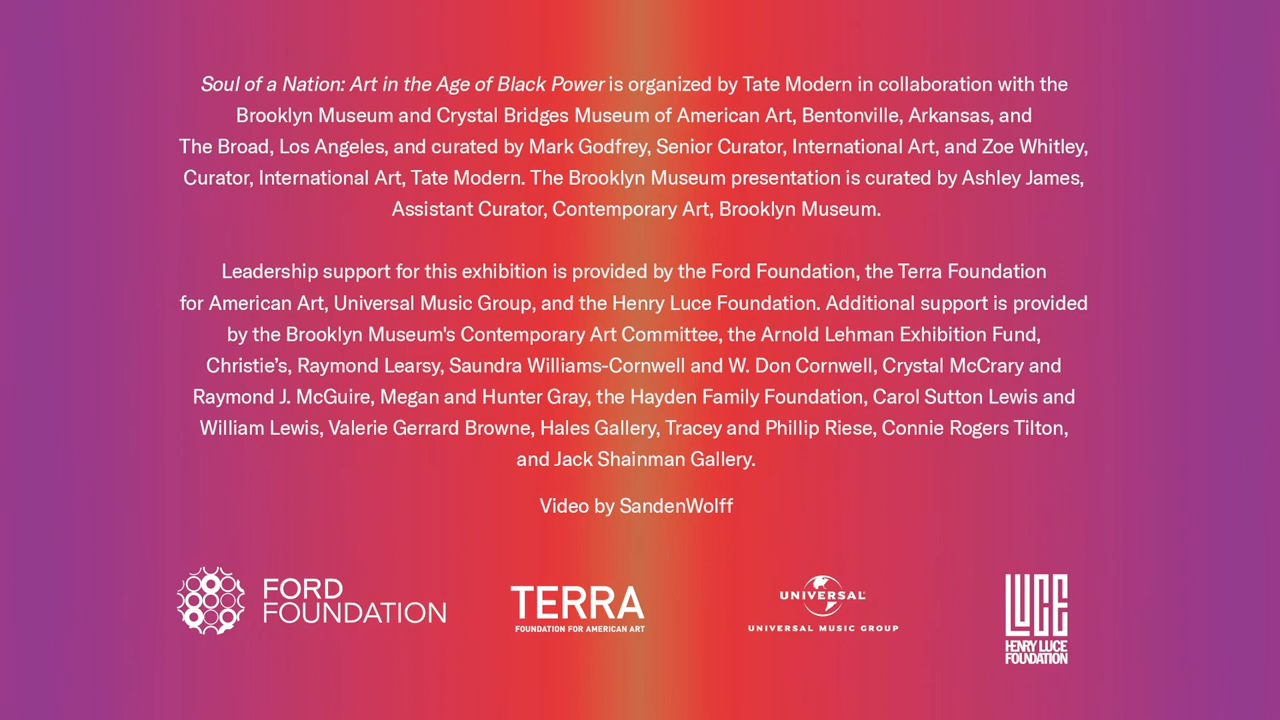 Soul of a Nation: Art in the Age of Black Power is organized by Tate Modern in collaboration with the
Brooklyn Museum and Crystal Bridges Museum of American Art, Bentonville, Arkansas, and
The Broad, Los Angeles, and curated by Mark Godfrey, Senior Curator, International Art, and Zoe Whitley,
Curator, International Art, Tate Modern. The Brooklyn Museum presentation is curated by Ashley James,
Assistant Curator, Contemporary Art, Brooklyn Museum.
Leadership support for this exhibition is provided by the Ford Foundation, the Terra Foundation
for American Art, Universal Music Group, and the Henry Luce Foundation. Additional support is provided
by the Brooklyn Museum's Contemporary Art Committee, the Arnold Lehman Exhibition Fund,
Christie’s, Raymond Learsy, Saundra Williams-Cornwell and W. Don Cornwell, Crystal McCrary and
Raymond J. McGuire, Megan and Hunter Gray, the Hayden Family Foundation, Carol Sutton Lewis and
William Lewis, Valerie Gerrard Browne, Hales Gallery, Tracey and Phillip Riese, Connie Rogers Tilton,
and Jack Shainman Gallery.
Video by SandenWolff
FORD
FOUNDATION
TERRA
FOUNDATION FOR AMERICAN ART
UNIVERSAL
UNIVERSAL MUSIC GROUP
LUCE
HENRY LUCE
FOUNDATION